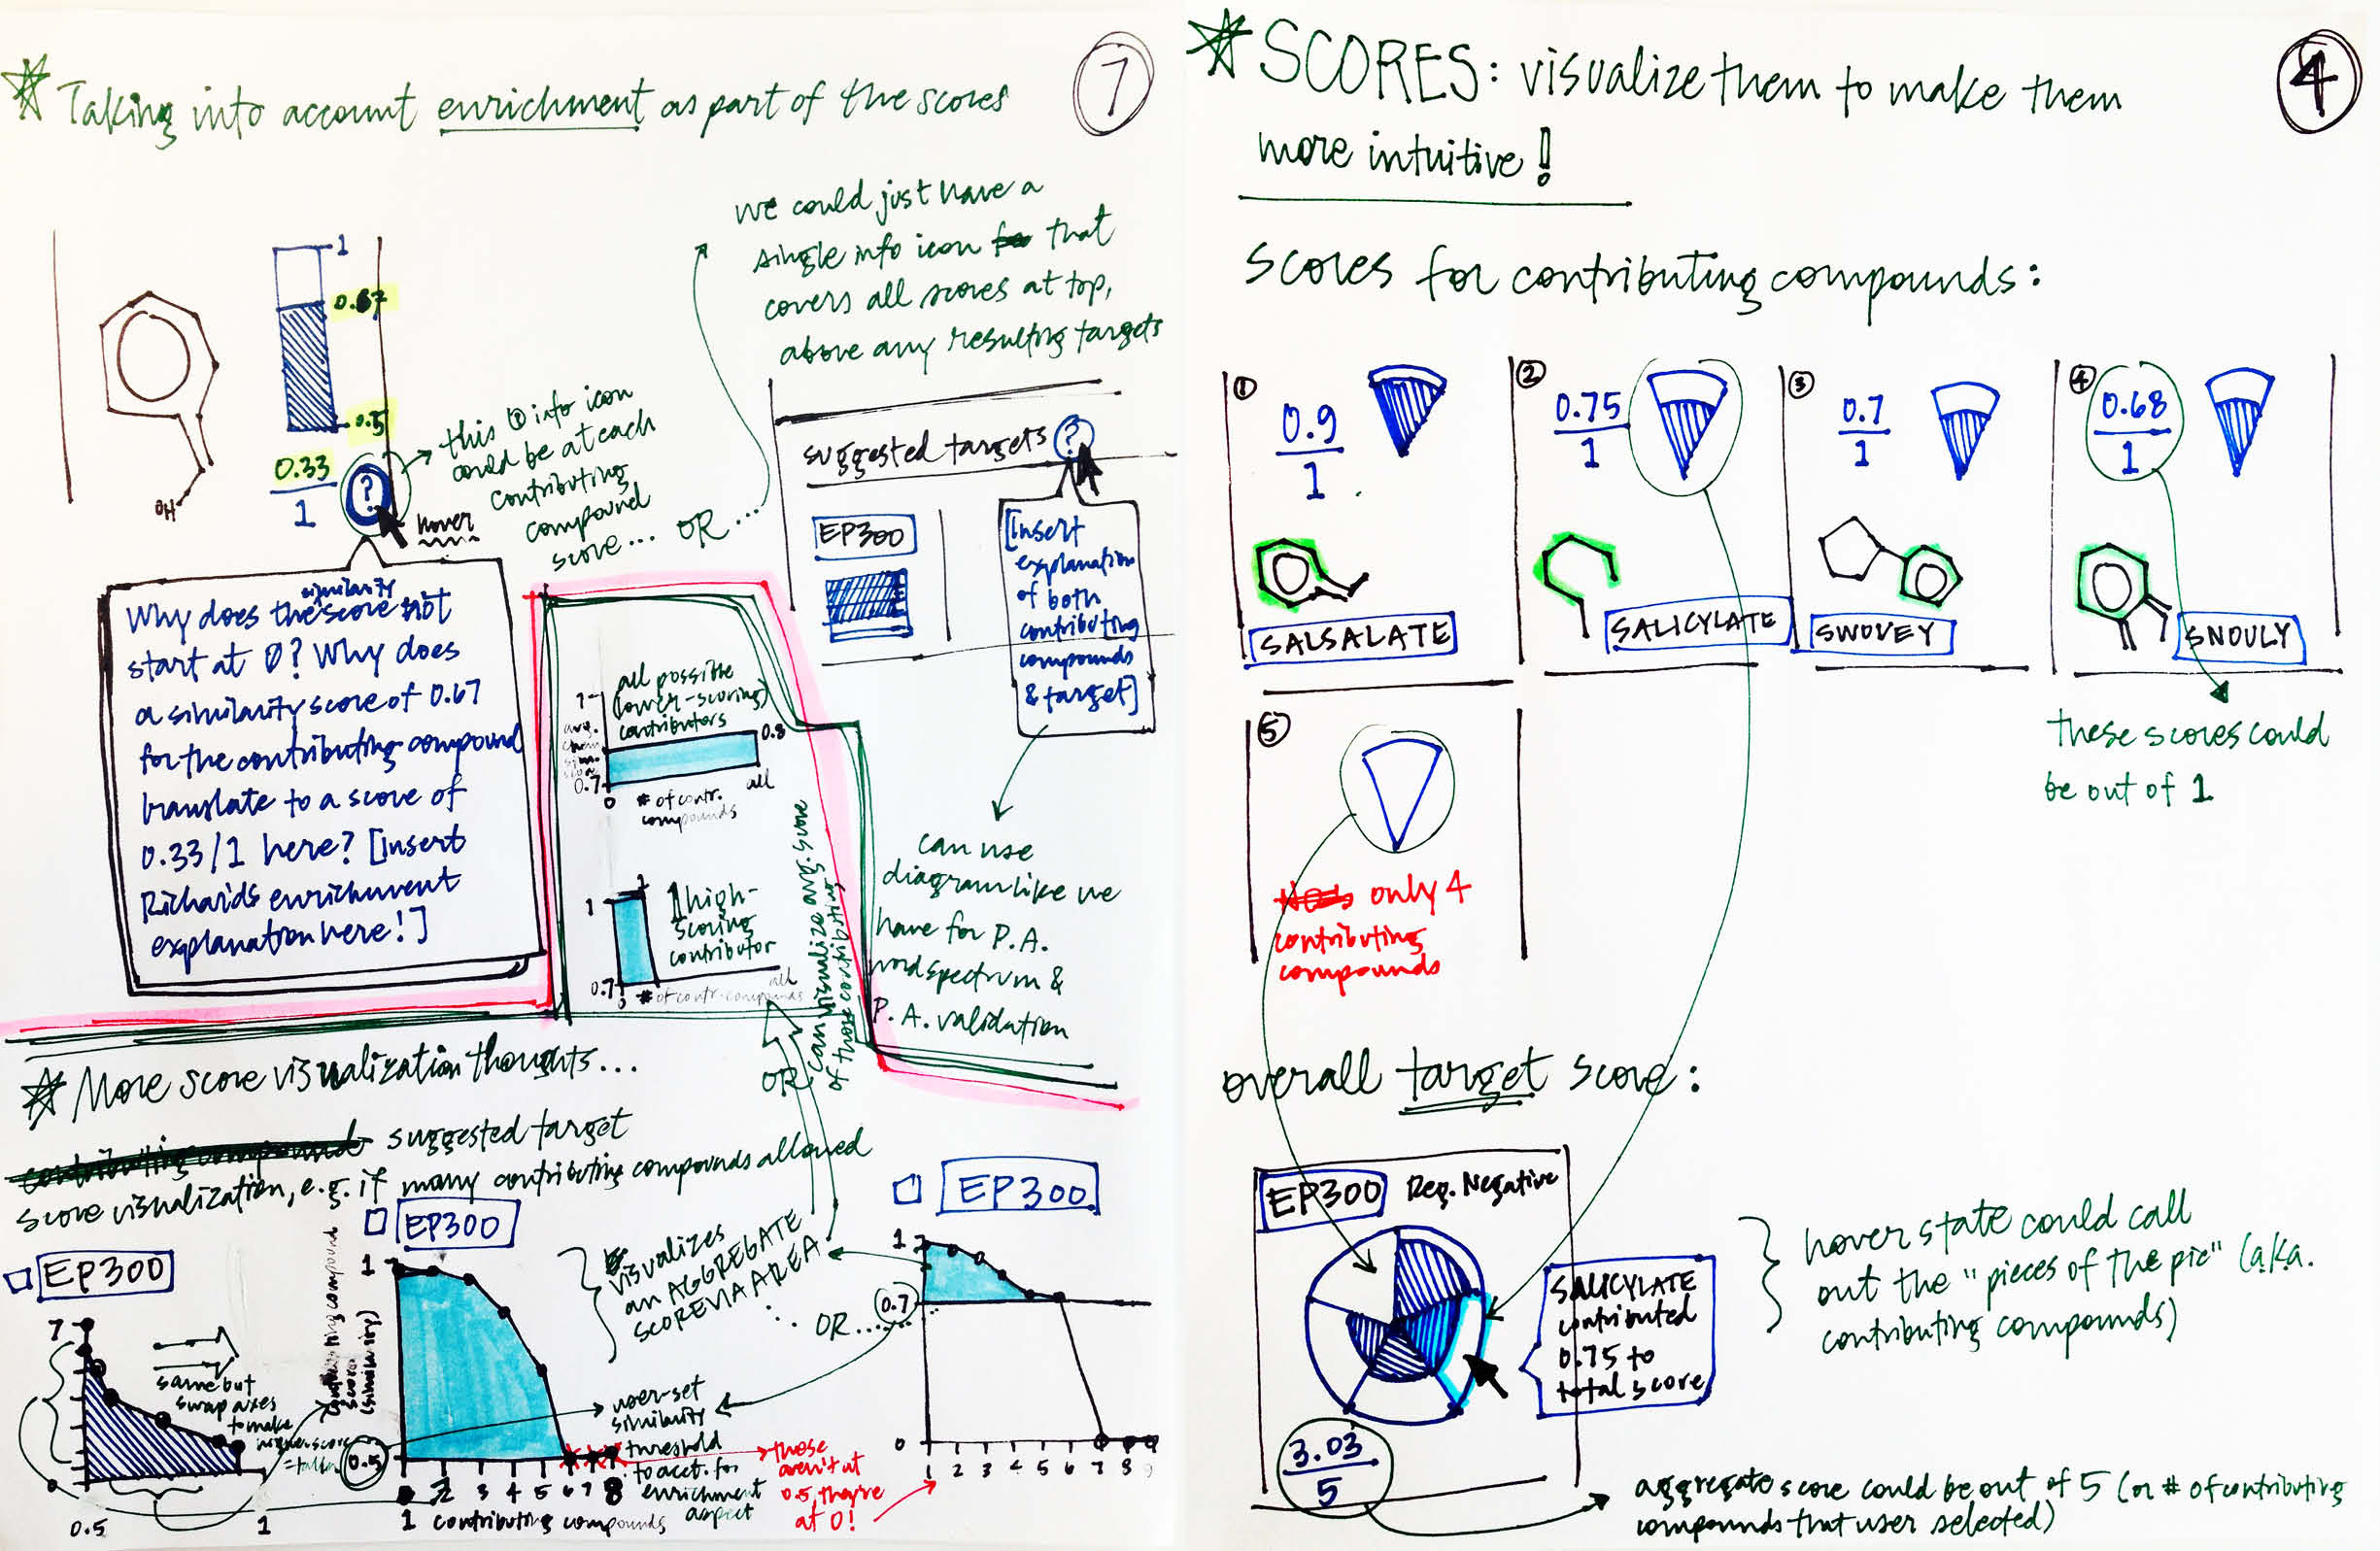 Taking into account enrichment as part of the scores
7
1
0.67
0.5
0.33
1
?
hover
OH
this ? info icon
could be at each
contributing
compound
score... OR...
we could just have a
single info icon that
covers all scores at top,
above any resulting targets
suggested targets ?
EP300
[Insert
explanation
of both
contributing
compounds
& target]
similarity
Why does the score not
start at 0? Why does
a similarity score of 0.67
for the contributing compound
translate to a score of
0.33/1 here? [Insert
Richard's enrichment
explanation here!]
all possible
(lower-scoring)
contributors
1
0.8
0.7
0
all
# of contr.
compounds
1 high-
scoring
contributor
1
0.7
all
# of contr. compounds
can visualize avg. score
of those contributing
OR
can use
diagram like we
have for P.A.
word spectrum &
P.A. validation
More score visualization thoughts...
contributing compound suggested target
score visualization, e.g. if many contributing compounds allowed
EP300
7
0.5
1
same but
swap axes
to make
higher score
= taller
EP300
contributing compound
score
(similarity)
1
0.5
1 2 3 4 5 6 7 8
contributing compounds
visualizes
an AGGREGATE
SCORE VIA AREA
OR......
user-set
similarity
threshold
to acct. for
enrichment
aspect
those
aren't at
0.5, they're
at 0!
EP300
1
0.7
0
1 2 3 4 5 6 7 8 9
SCORES: visualize them to make them
more intuitive!
4
Scores for contributing compounds:
1
0.9
1
SALSALATE
2
0.75
1
SALICYLATE
3
0.7
1
SWOVEY
4
0.68
1
SNOULY
these scores could
be out of 1
5
only 4
contributing
compounds
overall target score:
EP300 Reg. Negative
SALICYLATE
contributed
0.75 to
total score
3.03
5
hover state could call
out the "pieces of the pie" (a.k.a.
contributing compounds)
aggregate score could be out of 5 (or # of contributing
compounds that user selected)